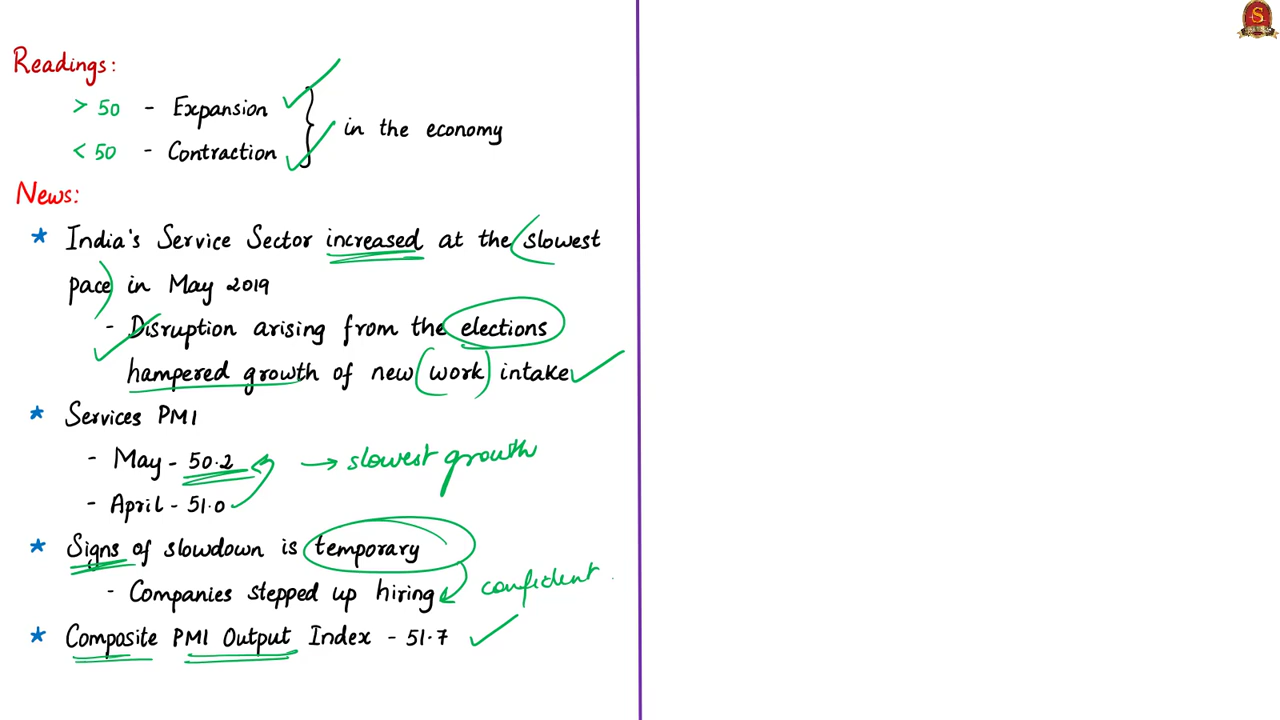 Readings:
> 50 - Expansion
< 50 - Contraction
in the economy
News:
* India's Service Sector increased at the slowest
pace in May 2019
- Disruption arising from the elections
hampered growth of new work intake
* Services PMI
- May - 50.2 → slowest growth
- April - 51.0
* Signs of slowdown is temporary
- Companies stepped up hiring confident
* Composite PMI Output Index - 51.7
S